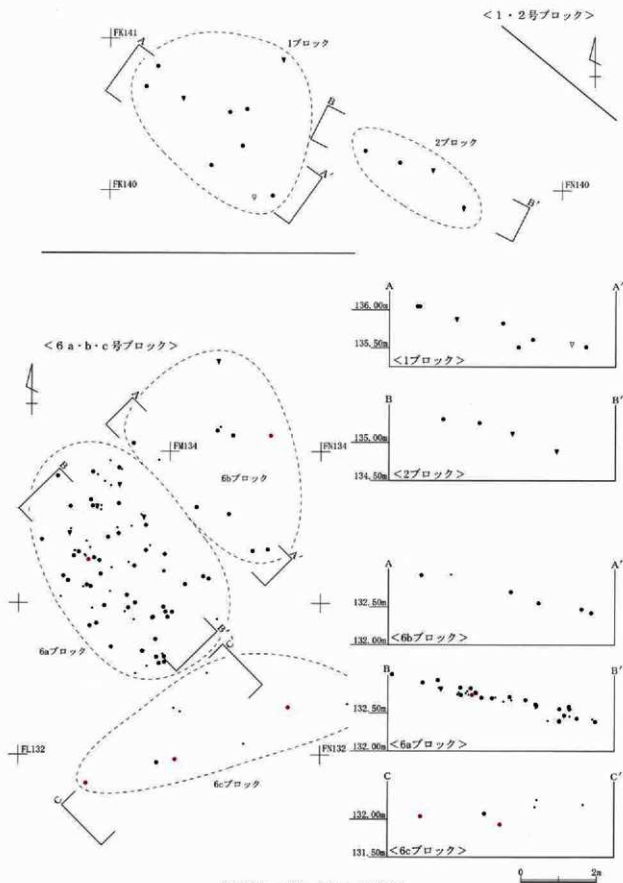 <1・2号ブロック>
FK141
A
1ブロック
B
2ブロック
A'
FK140
B'
FN140
A A'
136.00m
135.50m
<1ブロック>
B B'
135.00m
134.50m
<2ブロック>
<6a・b・c号ブロック>
A
FM134
FN134
B
6bブロック
A'
6aブロック
B'
C'
FL132
FN132
6cブロック
C
A A'
132.50m
132.00m
<6bブロック>
B B'
132.50m
132.00m
<6aブロック>
C C'
132.00m
131.50m
<6cブロック>
0 2m